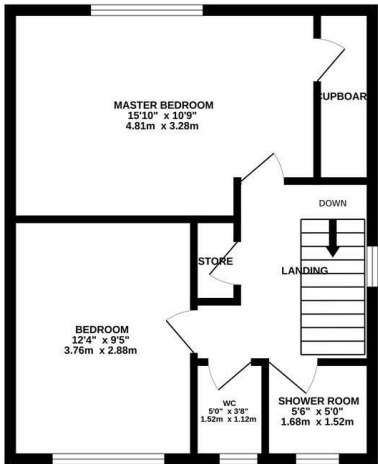 MASTER BEDROOM
15'10" x 10'9"
4.81m x 3.28m
CUPBOAR
DOWN
STORE
LANDING
BEDROOM
12'4" x 9'5"
3.76m x 2.88m
WC
5'0" x 3'8"
1.52m x 1.12m
SHOWER ROOM
5'6" x 5'0"
1.68m x 1.52m